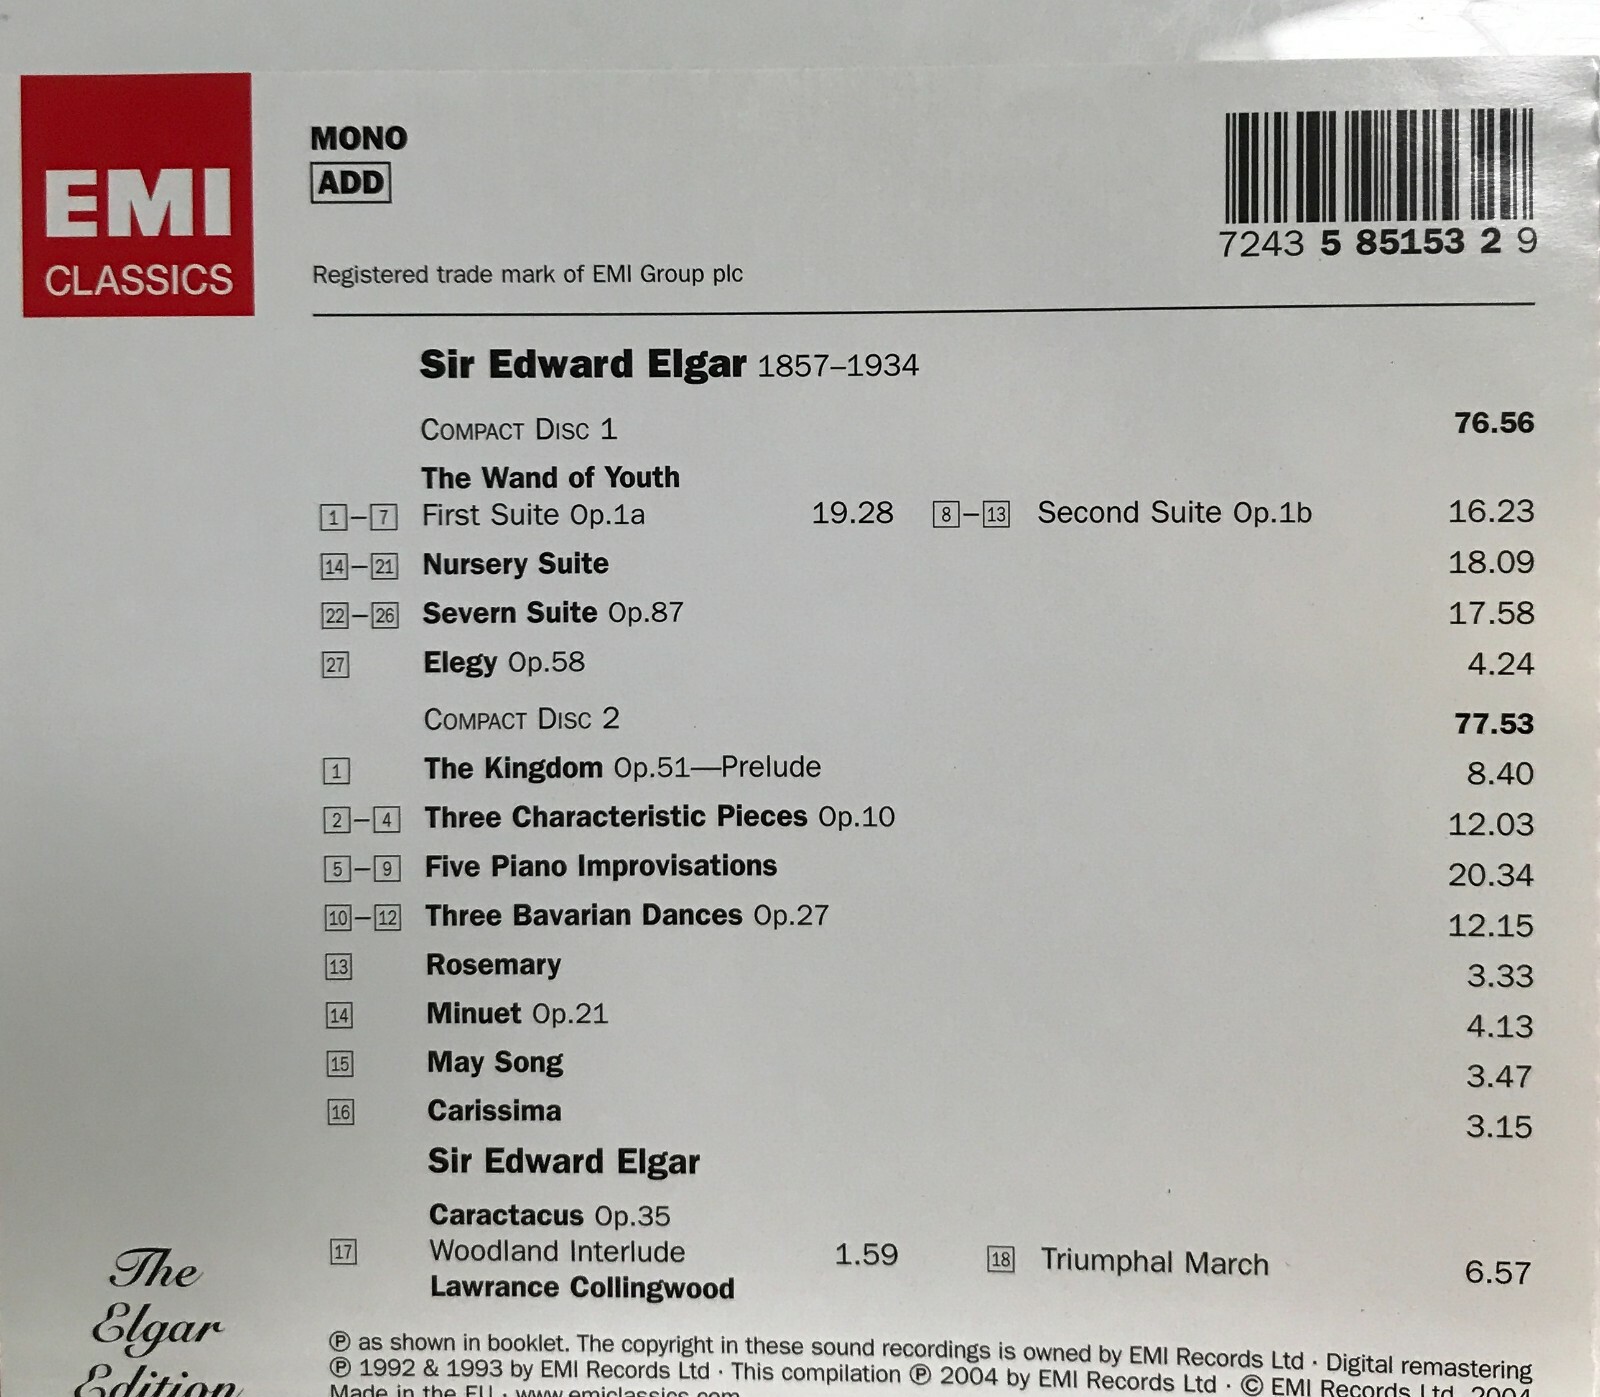 EMI
CLASSICS
MONO
ADD
Registered trade mark of EMI Group plc
7243 5 85153 2 9
Sir Edward Elgar 1857–1934
COMPACT DISC 1 76.56
The Wand of Youth
1–7 First Suite Op.1a 19.28 8–13 Second Suite Op.1b 16.23
14–21 Nursery Suite 18.09
22–26 Severn Suite Op.87 17.58
27 Elegy Op.58 4.24
COMPACT DISC 2 77.53
1 The Kingdom Op.51—Prelude 8.40
2–4 Three Characteristic Pieces Op.10 12.03
5–9 Five Piano Improvisations 20.34
10–12 Three Bavarian Dances Op.27 12.15
13 Rosemary 3.33
14 Minuet Op.21 4.13
15 May Song 3.47
16 Carissima 3.15
Sir Edward Elgar
Caractacus Op.35
17 Woodland Interlude 1.59 18 Triumphal March 6.57
Lawrance Collingwood
The
Elgar
Edition
℗ as shown in booklet. The copyright in these sound recordings is owned by EMI Records Ltd · Digital remastering
℗ 1992 & 1993 by EMI Records Ltd · This compilation ℗ 2004 by EMI Records Ltd · © EMI Records Ltd, 2004
Made in the EU · www.emiclassics.com